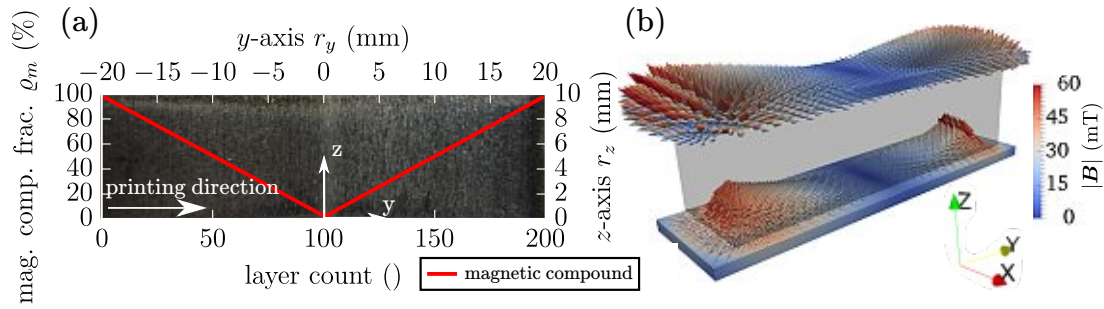 (a)
y-axis r_y (mm)
−20 −15 −10 −5 0 5 10 15 20
mag. comp. frac. ϱ_m (%)
100
80
60
40
20
0
10
8
6
4
2
0
z-axis r_z (mm)
z
y
printing direction
0 50 100 150 200
layer count ()
magnetic compound
(b)
60
45
30
15
0
|B| (mT)
Z
Y
X